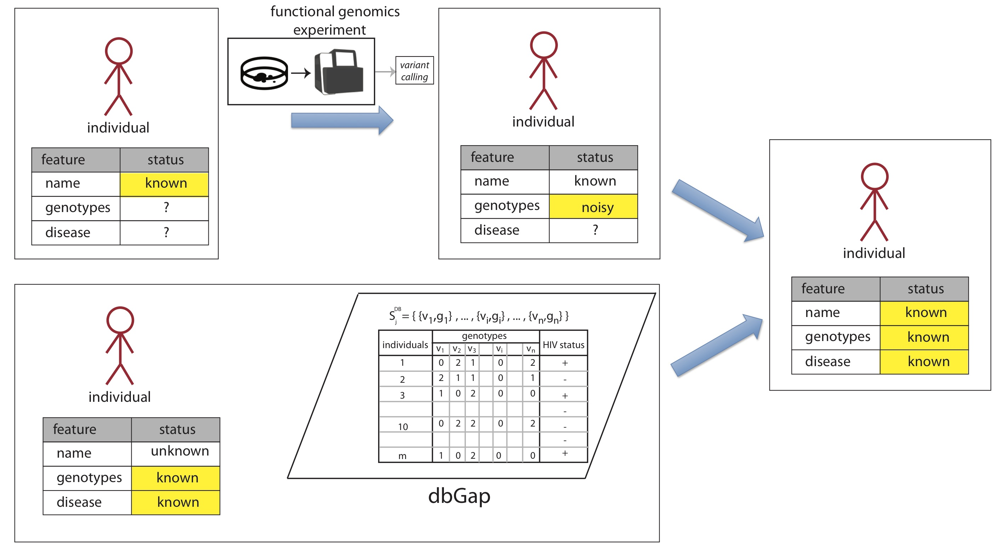 functional genomics
experiment
variant
calling
individual
feature status
name known
genotypes ?
disease ?
individual
feature status
name known
genotypes noisy
disease ?
individual
feature status
name known
genotypes known
disease known
individual
feature status
name unknown
genotypes known
disease known
S_j^DB = { {v1,g1} , ... , {vi,gi} , ... , {vn,gn} }
individuals genotypes HIV status
v1 v2 v3 vi vn
1 0 2 1 0 2 +
2 2 1 1 0 1 -
3 1 0 2 0 0 +
-
10 0 2 2 0 2 -
-
m 1 0 2 0 0 +
dbGap